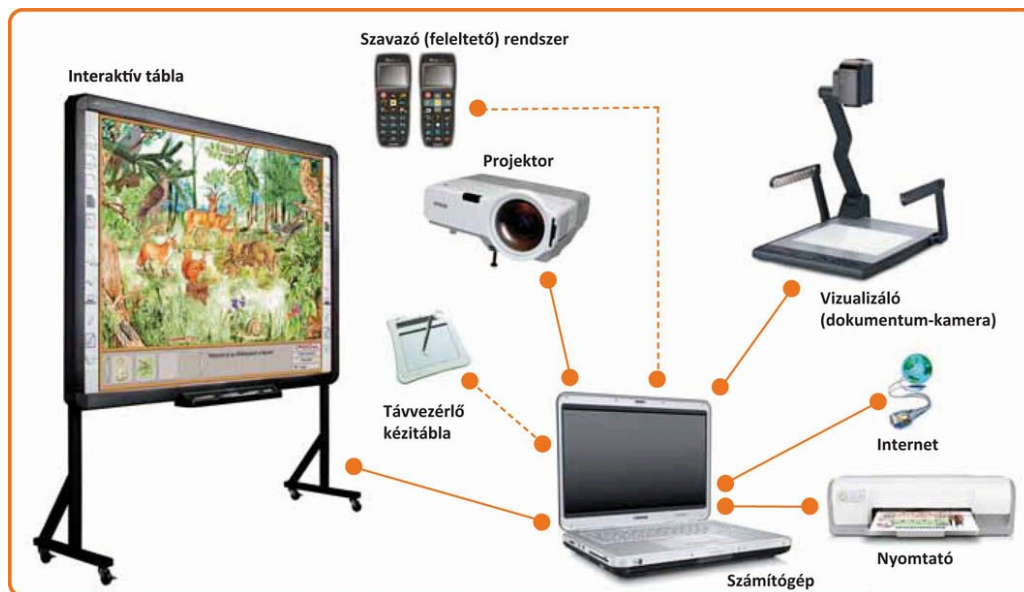 Szavazó (feleltető) rendszer
Interaktív tábla
Projektor
Vizualizáló
(dokumentum-kamera)
Távvezérlő
kézitábla
Internet
Nyomtató
Számítógép